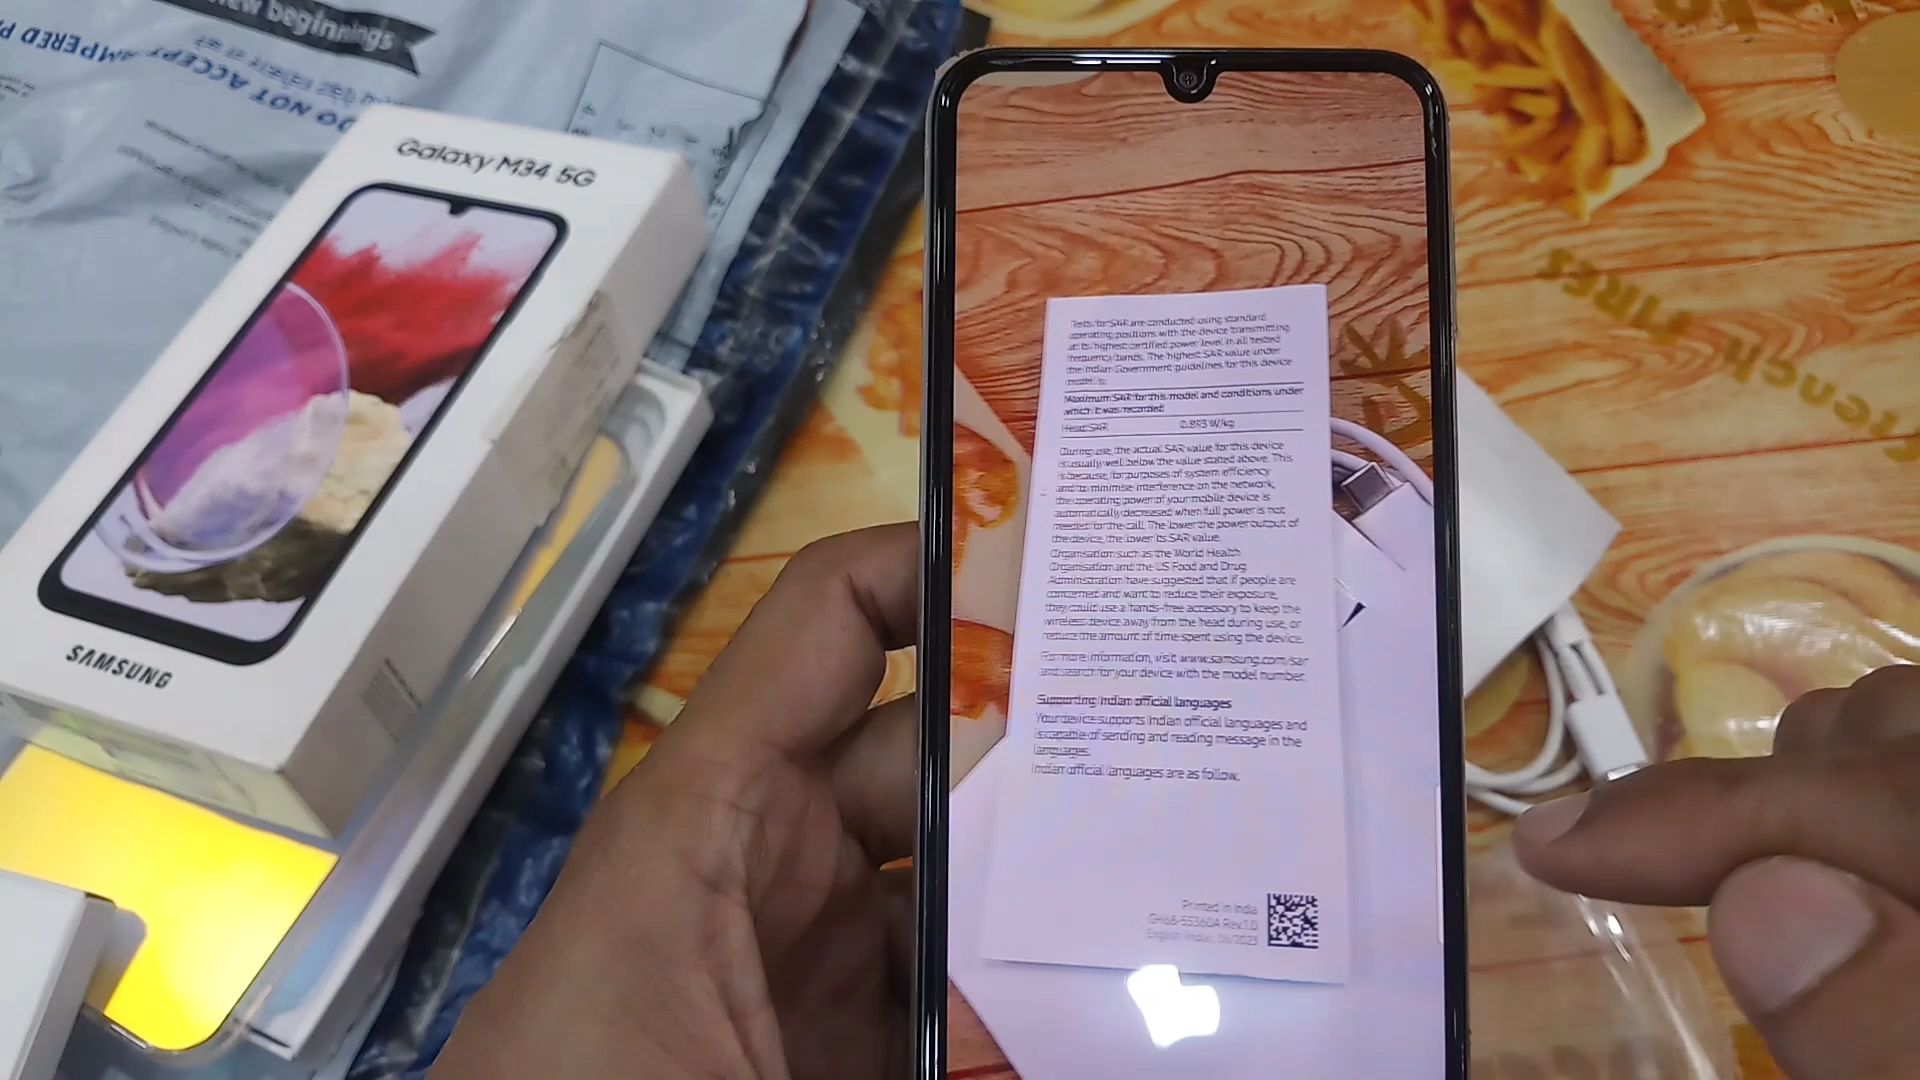 new beginnings
DO NOT ACCEPT
AMPERED P
Galaxy M34 5G
SAMSUNG
Tests for SAR are conducted using standard
operating positions with the device transmitting
at its highest certified power level in all tested
frequency bands. The highest SAR value under
the Indian Government guidelines for this device
model is:
Maximum SAR for this model and conditions under
which it was recorded
Head SAR 0.893 W/kg
During use, the actual SAR value for this device
is usually well below the value stated above. This
is because, for purposes of system efficiency
and to minimise interference on the network,
the operating power of your mobile device is
automatically decreased when full power is not
needed for the call. The lower the power output of
the device, the lower its SAR value.
Organisation such as the World Health
Organisation and the US Food and Drug
Administration have suggested that if people are
concerned and want to reduce their exposure,
they could use a hands-free accessory to keep the
wireless device away from the head during use, or
reduce the amount of time spent using the device.
For more information, visit www.samsung.com/sar
and search for your device with the model number.
Supporting Indian official languages
Your device supports Indian official languages and
is capable of sending and reading message in the
languages.
Indian official languages are as follow.
Printed in India
GH68-55360A Rev.1.0
English (India). 06/2023
French
FIRES